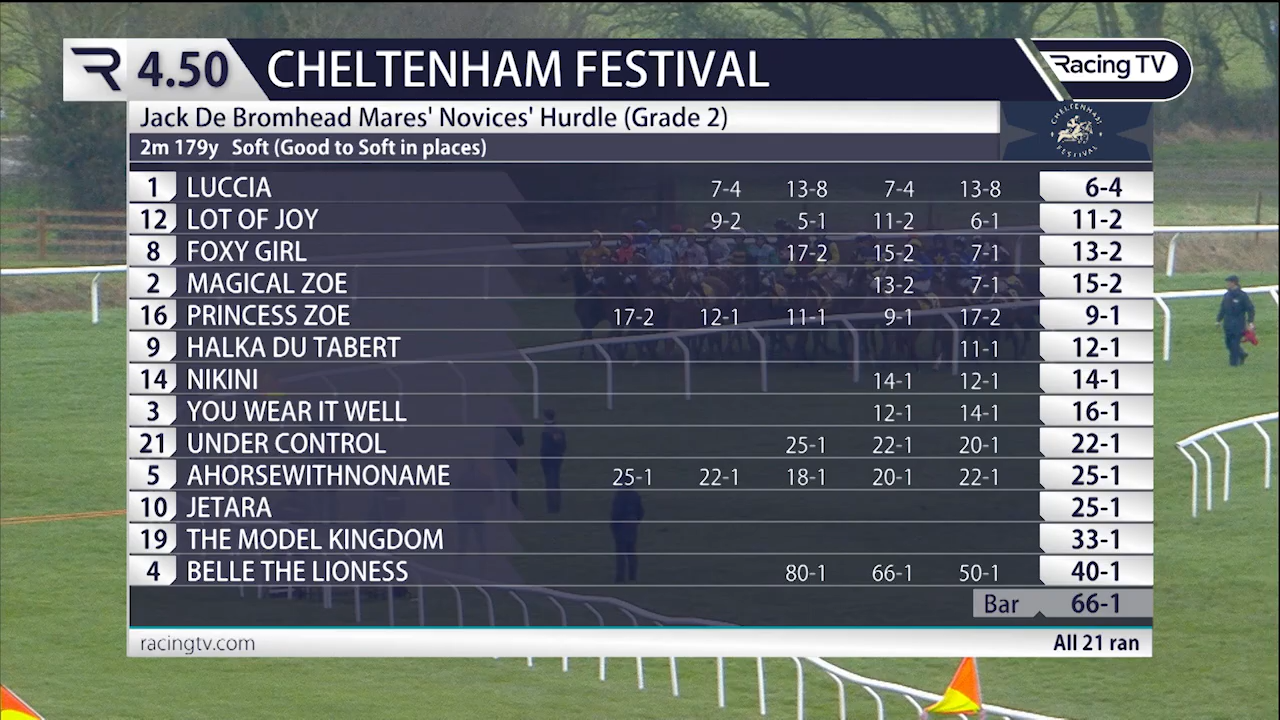 R 4.50 CHELTENHAM FESTIVAL Racing TV
Jack De Bromhead Mares' Novices' Hurdle (Grade 2)
CHELTENHAM FESTIVAL
2m 179y Soft (Good to Soft in places)
1 LUCCIA 7-4 13-8 7-4 13-8 6-4
12 LOT OF JOY 9-2 5-1 11-2 6-1 11-2
8 FOXY GIRL 17-2 15-2 7-1 13-2
2 MAGICAL ZOE 13-2 7-1 15-2
16 PRINCESS ZOE 17-2 12-1 11-1 9-1 17-2 9-1
9 HALKA DU TABERT 11-1 12-1
14 NIKINI 14-1 12-1 14-1
3 YOU WEAR IT WELL 12-1 14-1 16-1
21 UNDER CONTROL 25-1 22-1 20-1 22-1
5 AHORSEWITHNONAME 25-1 22-1 18-1 20-1 22-1 25-1
10 JETARA 25-1
19 THE MODEL KINGDOM 33-1
4 BELLE THE LIONESS 80-1 66-1 50-1 40-1
Bar 66-1
racingtv.com All 21 ran